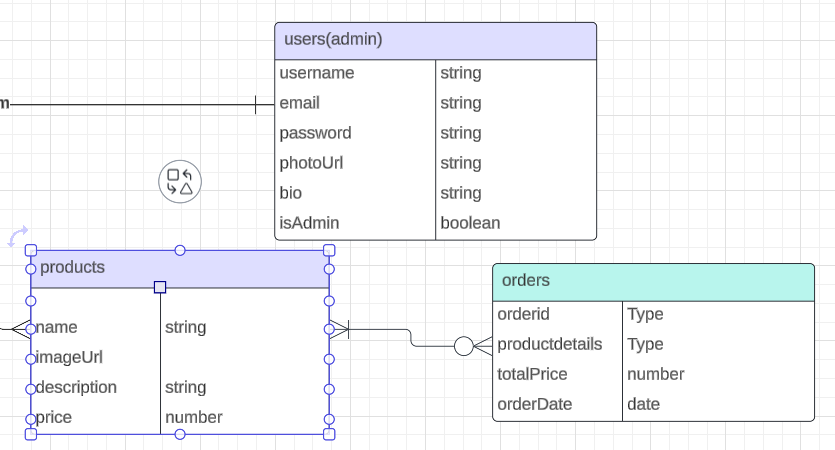 users(admin)
username string
m
email string
password string
photoUrl string
bio string
isAdmin boolean
products
name string
imageUrl
description string
price number
orders
orderid Type
productdetails Type
totalPrice number
orderDate date